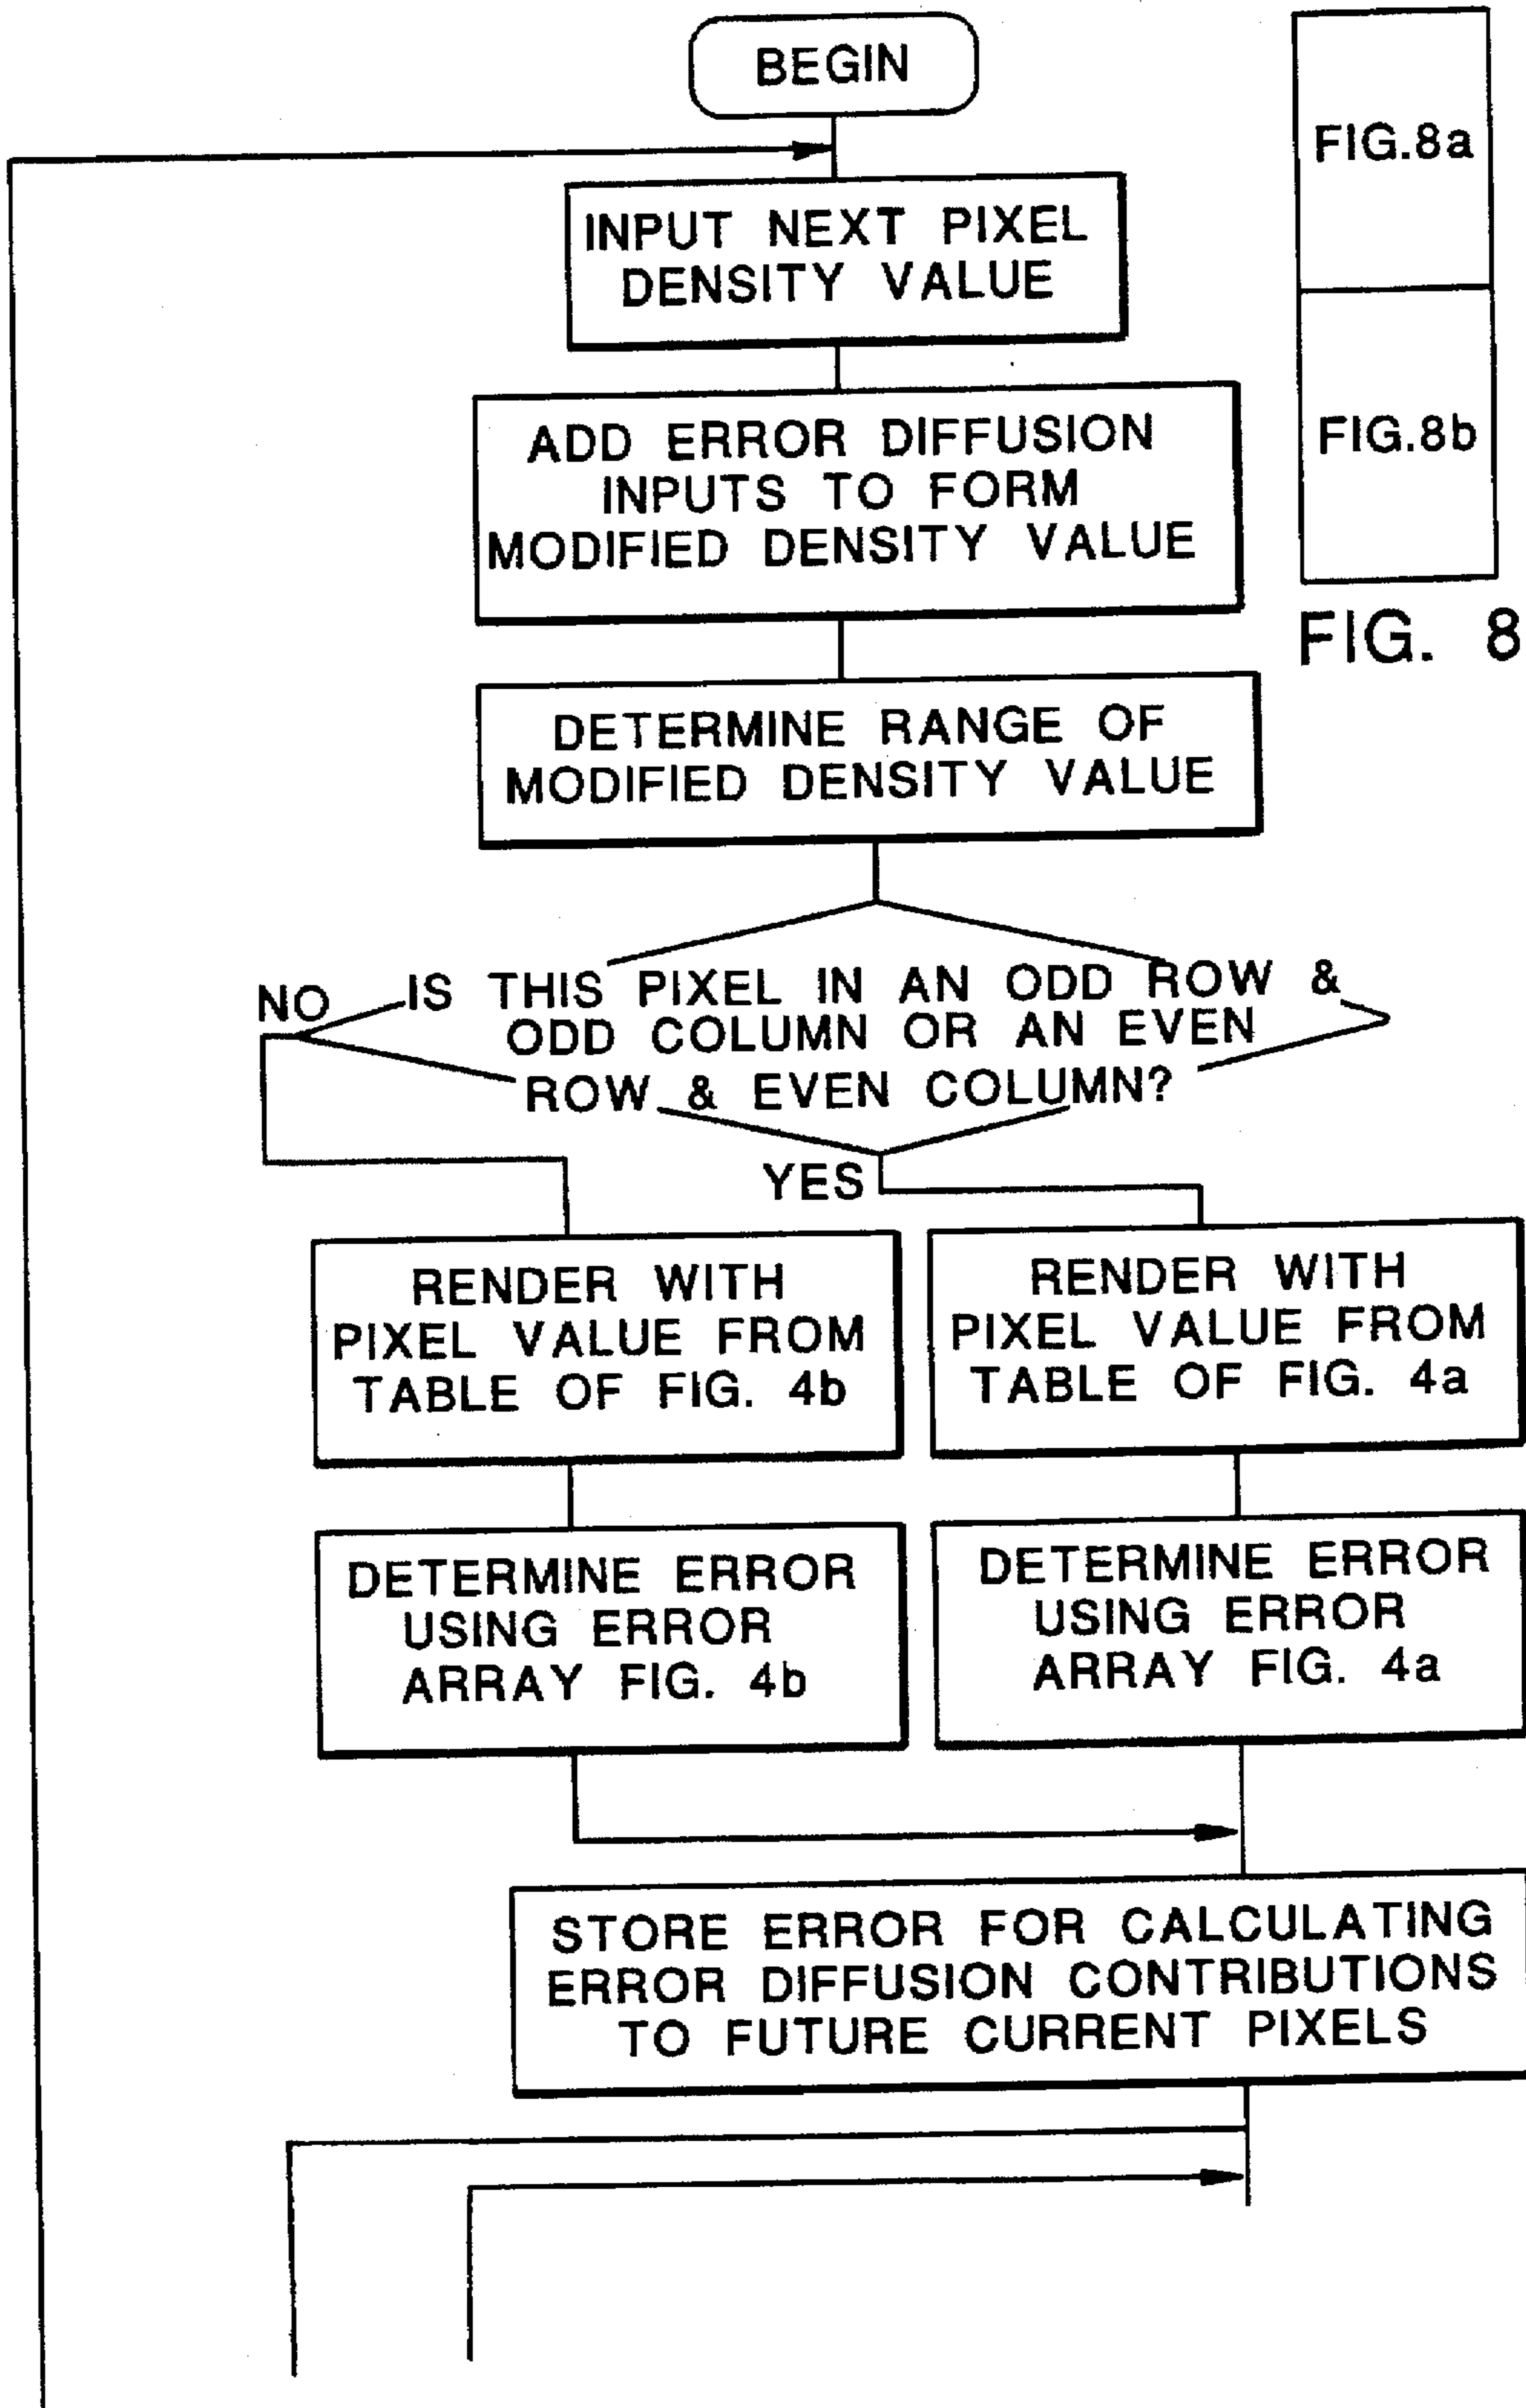 BEGIN
FIG.8a
INPUT NEXT PIXEL
DENSITY VALUE
FIG.8b
ADD ERROR DIFFUSION
INPUTS TO FORM
MODIFIED DENSITY VALUE
FIG. 8
DETERMINE RANGE OF
MODIFIED DENSITY VALUE
NO
IS THIS PIXEL IN AN ODD ROW &
ODD COLUMN OR AN EVEN
ROW & EVEN COLUMN?
YES
RENDER WITH
PIXEL VALUE FROM
TABLE OF FIG. 4b
RENDER WITH
PIXEL VALUE FROM
TABLE OF FIG. 4a
DETERMINE ERROR
USING ERROR
ARRAY FIG. 4b
DETERMINE ERROR
USING ERROR
ARRAY FIG. 4a
STORE ERROR FOR CALCULATING
ERROR DIFFUSION CONTRIBUTIONS
TO FUTURE CURRENT PIXELS